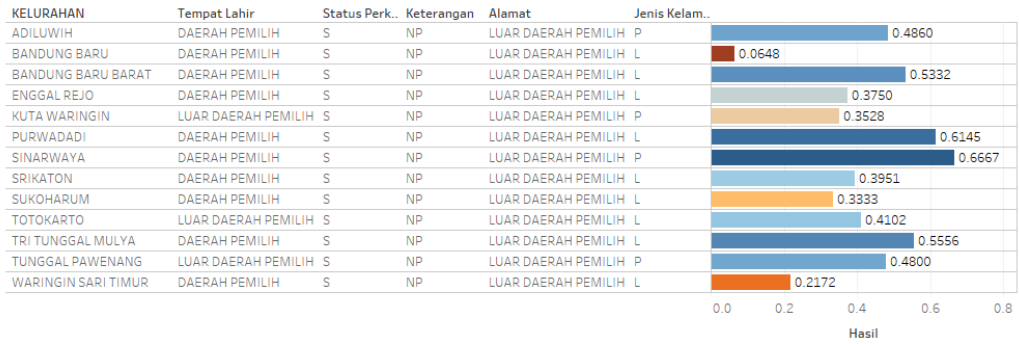 KELURAHAN Tempat Lahir Status Perk.. Keterangan Alamat Jenis Kelam..
ADILUWIH DAERAH PEMILIH S NP LUAR DAERAH PEMILIH P 0.4860
BANDUNG BARU DAERAH PEMILIH S NP LUAR DAERAH PEMILIH L 0.0648
BANDUNG BARU BARAT DAERAH PEMILIH S NP LUAR DAERAH PEMILIH L 0.5332
ENGGAL REJO DAERAH PEMILIH S NP LUAR DAERAH PEMILIH L 0.3750
KUTA WARINGIN LUAR DAERAH PEMILIH S NP LUAR DAERAH PEMILIH P 0.3528
PURWADADI DAERAH PEMILIH S NP LUAR DAERAH PEMILIH L 0.6145
SINARWAYA DAERAH PEMILIH S NP LUAR DAERAH PEMILIH P 0.6667
SRIKATON DAERAH PEMILIH S NP LUAR DAERAH PEMILIH L 0.3951
SUKOHARUM DAERAH PEMILIH S NP LUAR DAERAH PEMILIH L 0.3333
TOTOKARTO LUAR DAERAH PEMILIH S NP LUAR DAERAH PEMILIH L 0.4102
TRI TUNGGAL MULYA DAERAH PEMILIH S NP LUAR DAERAH PEMILIH L 0.5556
TUNGGAL PAWENANG LUAR DAERAH PEMILIH S NP LUAR DAERAH PEMILIH P 0.4800
WARINGIN SARI TIMUR DAERAH PEMILIH S NP LUAR DAERAH PEMILIH L 0.2172
0.0 0.2 0.4 0.6 0.8
Hasil